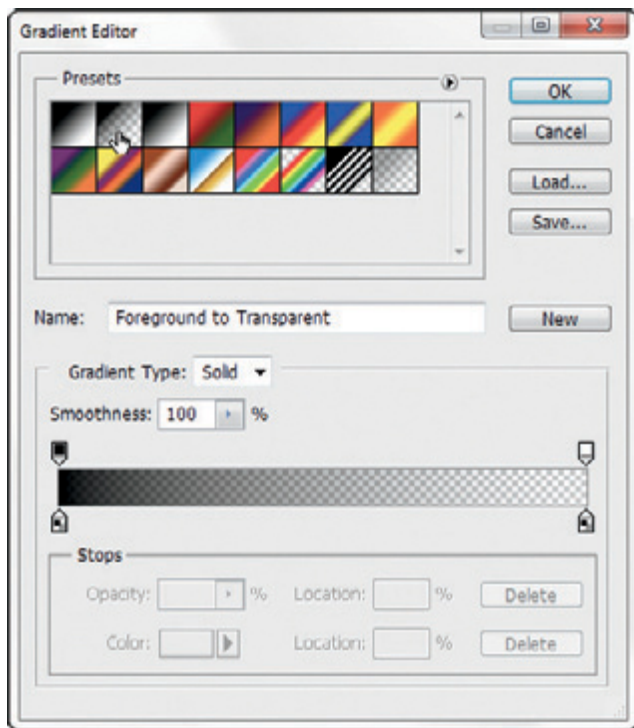 Gradient Editor
Presets
OK
Cancel
Load...
Save...
Name: Foreground to Transparent
New
Gradient Type: Solid
Smoothness: 100 %
Stops
Opacity: % Location: % Delete
Color: Location: % Delete